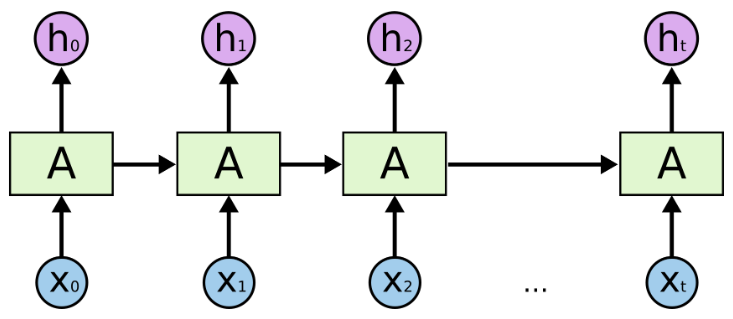 h₀ h₁ h₂ hₜ
A A A A
x₀ x₁ x₂ ... xₜ